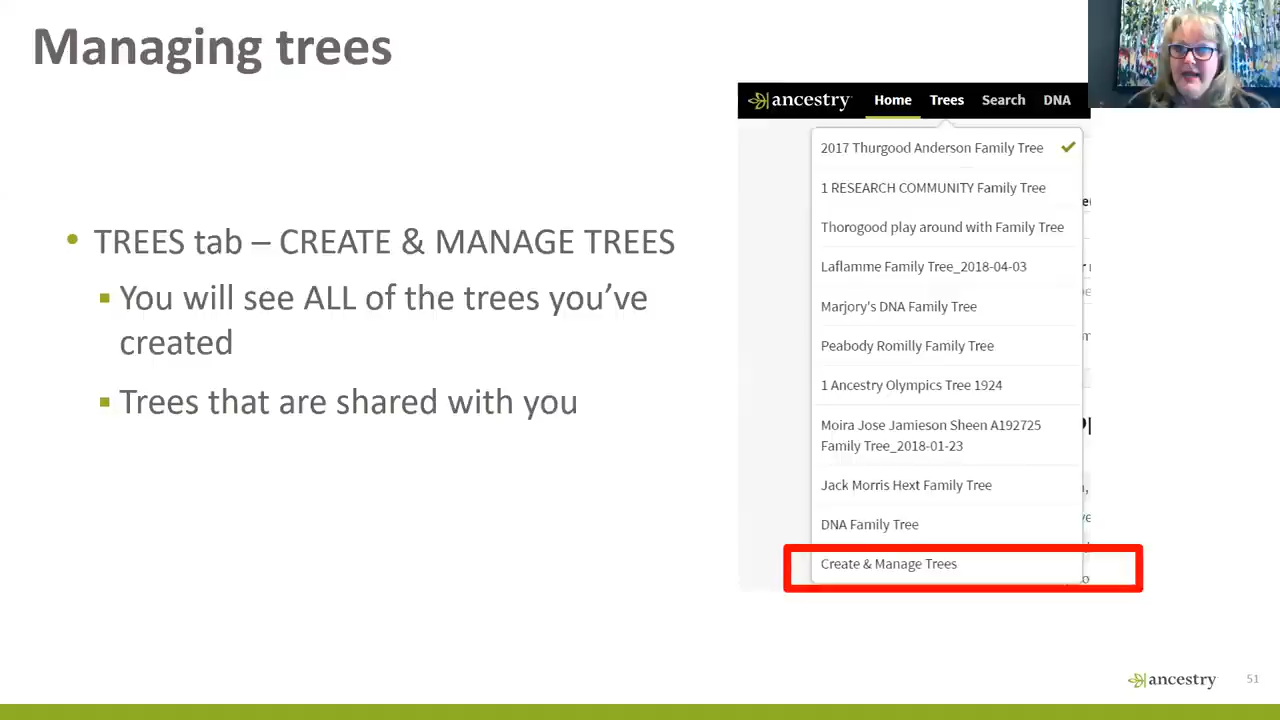 Managing trees
• TREES tab – CREATE & MANAGE TREES
▪ You will see ALL of the trees you’ve
created
▪ Trees that are shared with you
ancestry Home Trees Search DNA
2017 Thurgood Anderson Family Tree
1 RESEARCH COMMUNITY Family Tree
Thorogood play around with Family Tree
Laflamme Family Tree_2018-04-03
Marjory's DNA Family Tree
Peabody Romilly Family Tree
1 Ancestry Olympics Tree 1924
Moira Jose Jamieson Sheen A192725
Family Tree_2018-01-23
Jack Morris Hext Family Tree
DNA Family Tree
Create & Manage Trees
ancestry 51